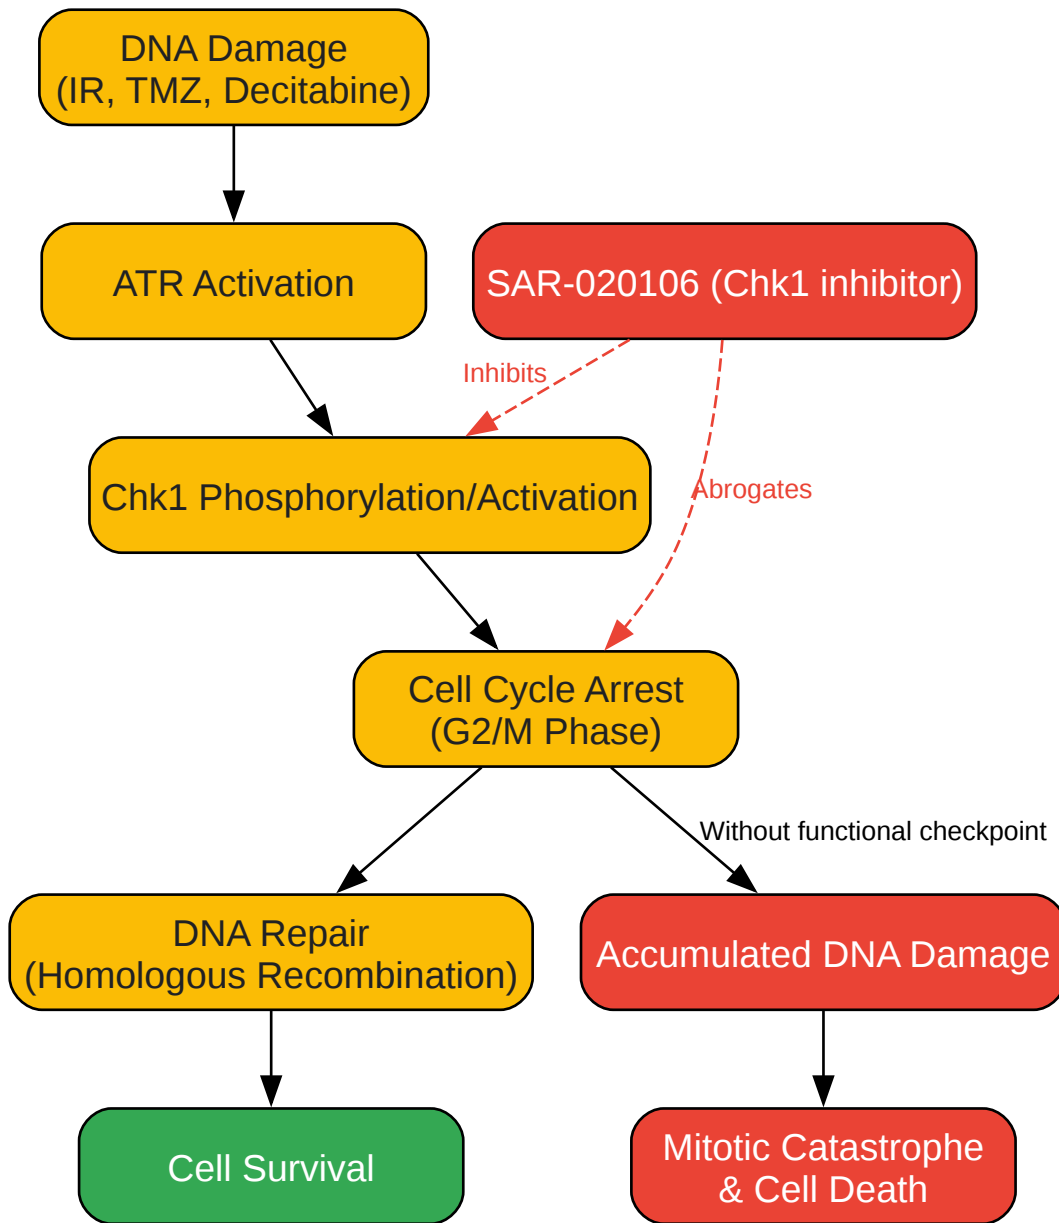 DNA Damage
(IR, TMZ, Decitabine)
ATR Activation
SAR-020106 (Chk1 inhibitor)
Inhibits
Chk1 Phosphorylation/Activation
Abrogates
Cell Cycle Arrest
(G2/M Phase)
Without functional checkpoint
DNA Repair
(Homologous Recombination)
Accumulated DNA Damage
Cell Survival
Mitotic Catastrophe
& Cell Death